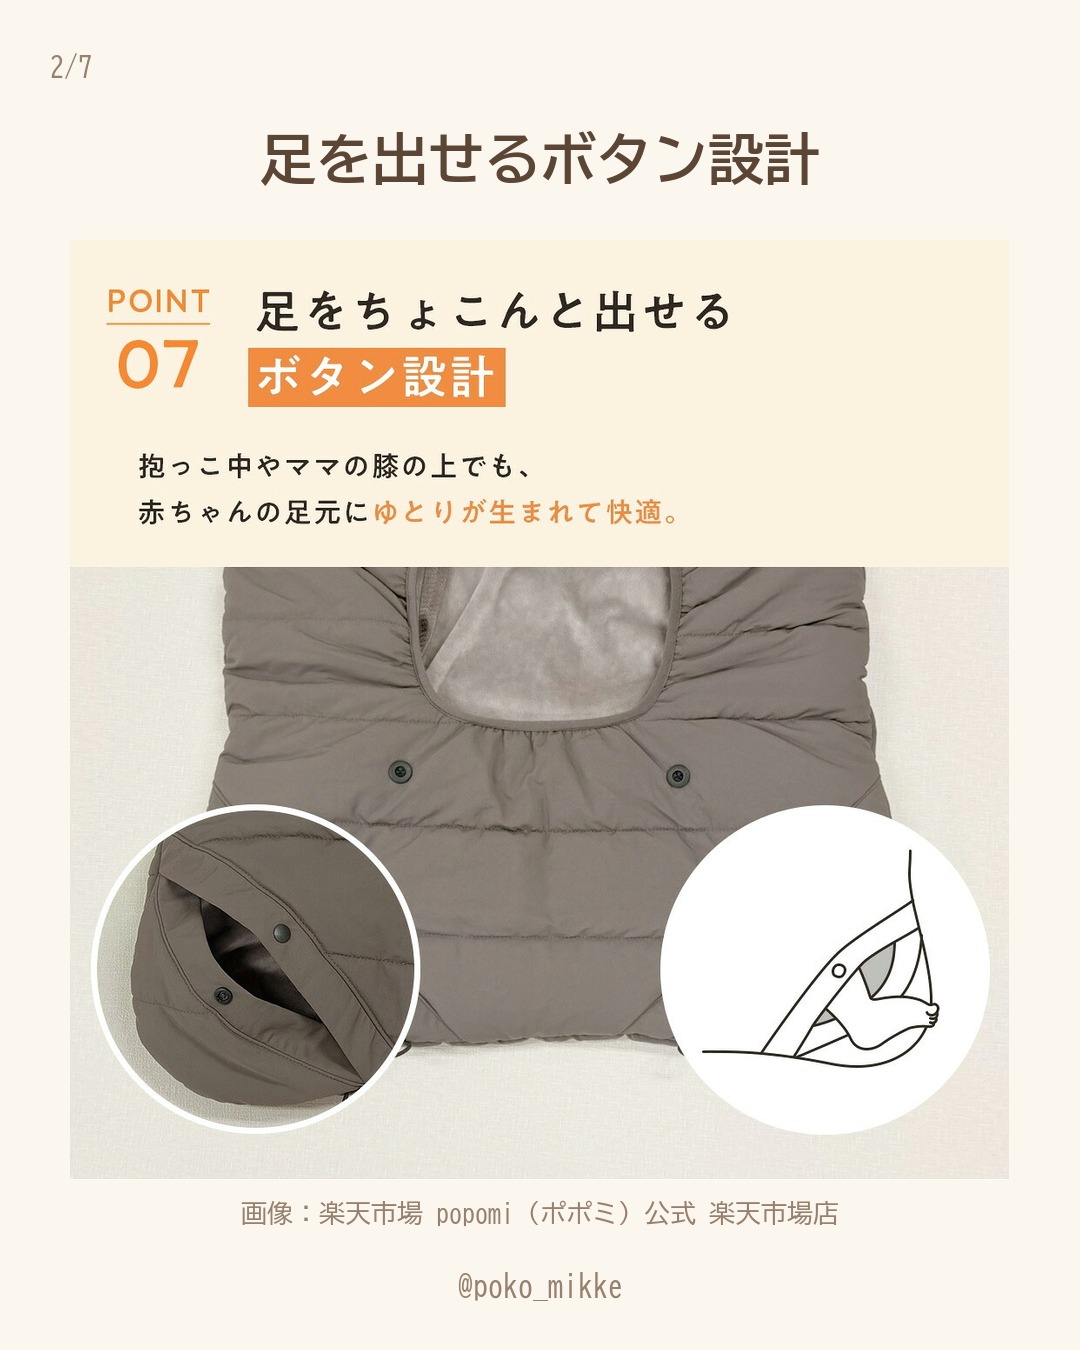 2/7
足を出せるボタン設計
POINT
07
足をちょこんと出せる
ボタン設計
抱っこ中やママの膝の上でも、
赤ちゃんの足元にゆとりが生まれて快適。
画像：楽天市場 popomi（ポポミ）公式 楽天市場店
@poko_mikke